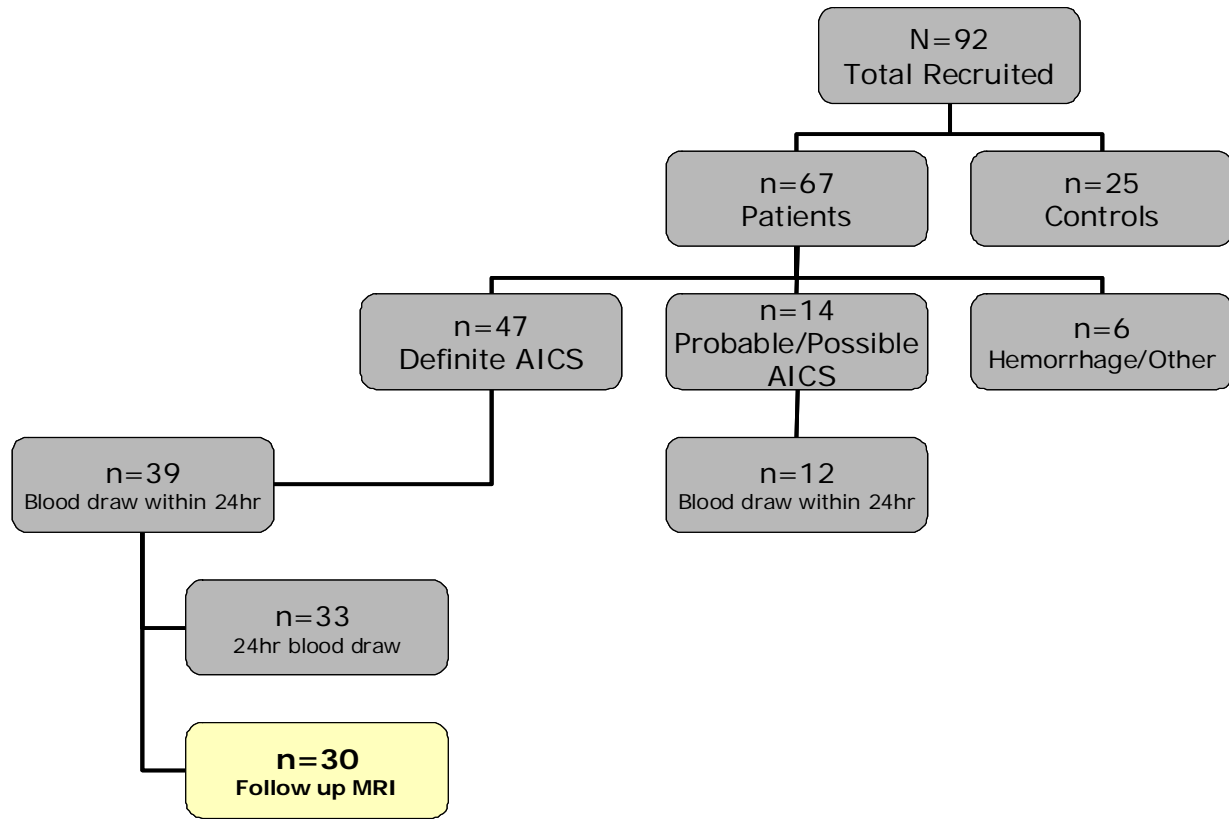 N=92
Total Recruited
n=67
Patients
n=25
Controls
n=47
Definite AICS
n=14
Probable/Possible
AICS
n=6
Hemorrhage/Other
n=39
Blood draw within 24hr
n=12
Blood draw within 24hr
n=33
24hr blood draw
n=30
Follow up MRI